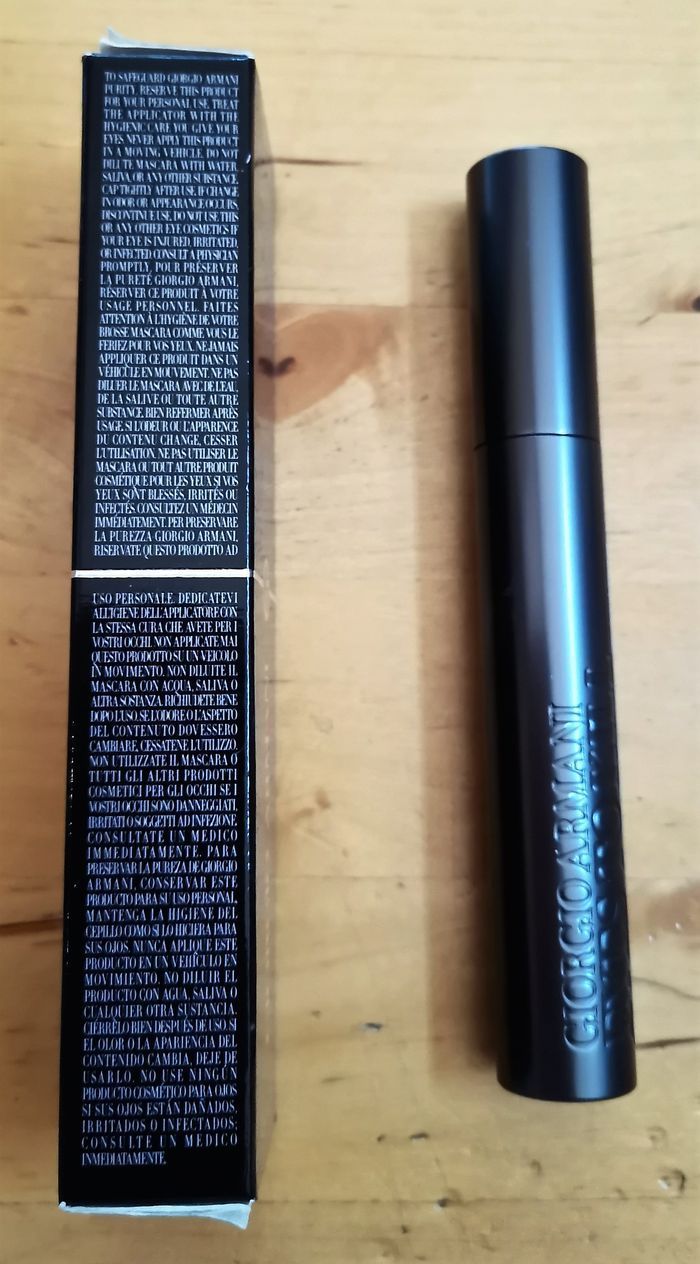 TO SAFEGUARD GIORGIO ARMANI
PURITY, RESERVE THIS PRODUCT
FOR YOUR PERSONAL USE. TREAT
THE APPLICATOR WITH THE
HYGIENIC CARE YOU GIVE YOUR
EYES. NEVER APPLY THIS PRODUCT
IN A MOVING VEHICLE. DO NOT
DILUTE MASCARA WITH WATER,
SALIVA, OR ANY OTHER SUBSTANCE.
CAP TIGHTLY AFTER USE. IF CHANGE
IN ODOR OR APPEARANCE OCCURS,
DISCONTINUE USE. DO NOT USE THIS
OR ANY OTHER EYE COSMETICS IF
YOUR EYE IS INJURED, IRRITATED,
OR INFECTED. CONSULT A PHYSICIAN
PROMPTLY. POUR PRÉSERVER
LA PURETÉ GIORGIO ARMANI,
RÉSERVER CE PRODUIT À VOTRE
USAGE PERSONNEL. FAITES
ATTENTION À L'HYGIÈNE DE VOTRE
BROSSE MASCARA COMME VOUS LE
FERIEZ POUR VOS YEUX. NE JAMAIS
APPLIQUER CE PRODUIT DANS UN
VÉHICULE EN MOUVEMENT. NE PAS
DILUER LE MASCARA AVEC DE L'EAU,
DE LA SALIVE OU TOUTE AUTRE
SUBSTANCE. BIEN REFERMER APRÈS
USAGE. SI L'ODEUR OU L'APPARENCE
DU CONTENU CHANGE, CESSER
L'UTILISATION. NE PAS UTILISER LE
MASCARA OU TOUT AUTRE PRODUIT
COSMÉTIQUE POUR LES YEUX SI VOS
YEUX SONT BLESSÉS, IRRITÉS OU
INFECTÉS. CONSULTEZ UN MÉDECIN
IMMÉDIATEMENT. PER PRESERVARE
LA PUREZZA GIORGIO ARMANI,
RISERVATE QUESTO PRODOTTO AD
USO PERSONALE. DEDICATEVI
ALL'IGIENE DELL'APPLICATORE CON
LA STESSA CURA CHE AVETE PER I
VOSTRI OCCHI. NON APPLICATE MAI
QUESTO PRODOTTO SU UN VEICOLO
IN MOVIMENTO. NON DILUITE IL
MASCARA CON ACQUA, SALIVA O
ALTRA SOSTANZA. RICHIUDETE BENE
DOPO L'USO. SE L'ODORE O L'ASPETTO
DEL CONTENUTO DOVESSERO
CAMBIARE, CESSATENE L'UTILIZZO.
NON UTILIZZATE IL MASCARA O
TUTTI GLI ALTRI PRODOTTI
COSMETICI PER GLI OCCHI SE I
VOSTRI OCCHI SONO DANNEGGIATI,
IRRITATI O SOGGETTI AD INFEZIONE.
CONSULTATE UN MEDICO
IMMEDIATAMENTE. PARA
PRESERVAR LA PUREZA DE GIORGIO
ARMANI, CONSERVAR ESTE
PRODUCTO PARA SU USO PERSONAL.
MANTENGA LA HIGIENE DEL
CEPILLO COMO SI LO HICIERA PARA
SUS OJOS. NUNCA APLIQUE ESTE
PRODUCTO EN UN VEHÍCULO EN
MOVIMIENTO. NO DILUIR EL
PRODUCTO CON AGUA, SALIVA O
CUALQUIER OTRA SUSTANCIA.
CIÉRRELO BIEN DESPUÉS DE USO. SI
EL OLOR O LA APARIENCIA DEL
CONTENIDO CAMBIA, DEJE DE
USARLO. NO USE NINGÚN
PRODUCTO COSMÉTICO PARA OJOS
SI SUS OJOS ESTÁN DAÑADOS,
IRRITADOS O INFECTADOS;
CONSULTE UN MEDICO
INMEDIATAMENTE.
GIORGIO ARMANI